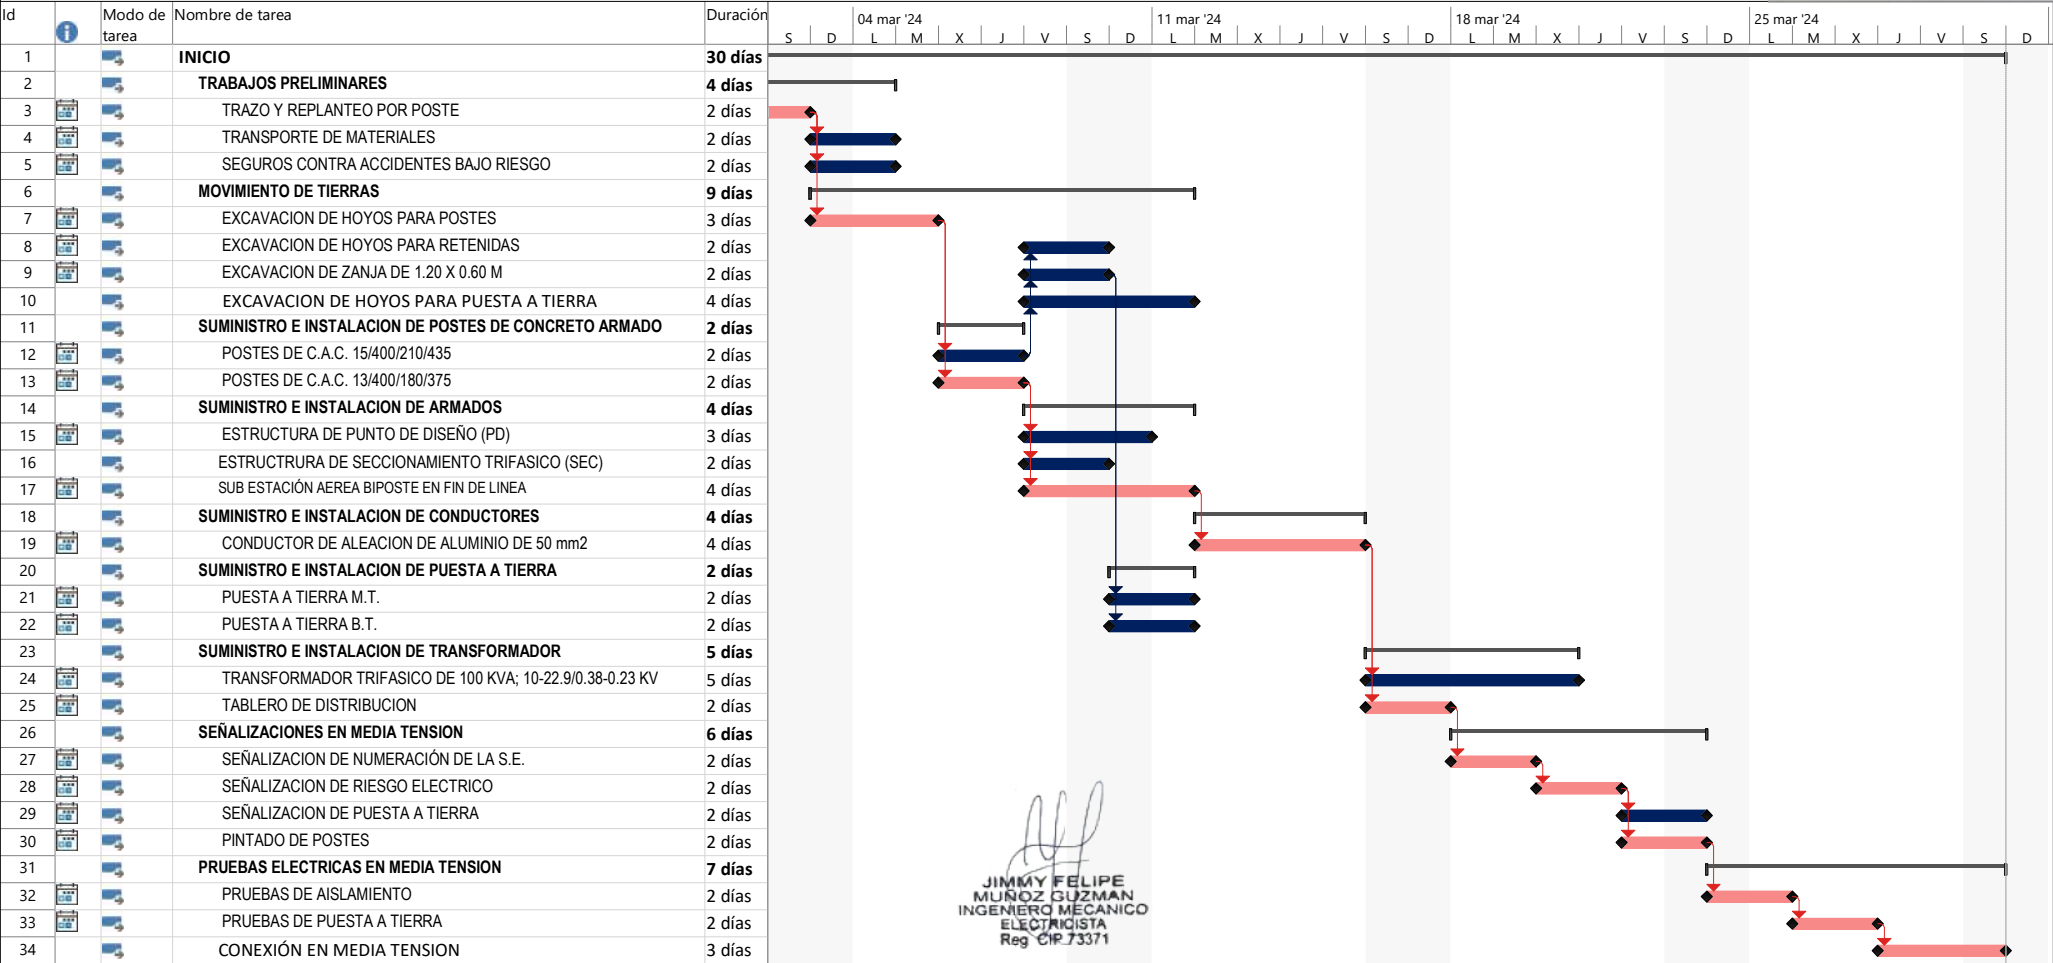 Id Modo de tarea Nombre de tarea Duración 04 mar '24 11 mar '24 18 mar '24 25 mar '24
S D L M X J V S D L M X J V S D L M X J V S D L M X J V S D
1 INICIO 30 días
2 TRABAJOS PRELIMINARES 4 días
3 TRAZO Y REPLANTEO POR POSTE 2 días
4 TRANSPORTE DE MATERIALES 2 días
5 SEGUROS CONTRA ACCIDENTES BAJO RIESGO 2 días
6 MOVIMIENTO DE TIERRAS 9 días
7 EXCAVACION DE HOYOS PARA POSTES 3 días
8 EXCAVACION DE HOYOS PARA RETENIDAS 2 días
9 EXCAVACION DE ZANJA DE 1.20 X 0.60 M 2 días
10 EXCAVACION DE HOYOS PARA PUESTA A TIERRA 4 días
11 SUMINISTRO E INSTALACION DE POSTES DE CONCRETO ARMADO 2 días
12 POSTES DE C.A.C. 15/400/210/435 2 días
13 POSTES DE C.A.C. 13/400/180/375 2 días
14 SUMINISTRO E INSTALACION DE ARMADOS 4 días
15 ESTRUCTURA DE PUNTO DE DISEÑO (PD) 3 días
16 ESTRUCTRURA DE SECCIONAMIENTO TRIFASICO (SEC) 2 días
17 SUB ESTACIÓN AEREA BIPOSTE EN FIN DE LINEA 4 días
18 SUMINISTRO E INSTALACION DE CONDUCTORES 4 días
19 CONDUCTOR DE ALEACION DE ALUMINIO DE 50 mm2 4 días
20 SUMINISTRO E INSTALACION DE PUESTA A TIERRA 2 días
21 PUESTA A TIERRA M.T. 2 días
22 PUESTA A TIERRA B.T. 2 días
23 SUMINISTRO E INSTALACION DE TRANSFORMADOR 5 días
24 TRANSFORMADOR TRIFASICO DE 100 KVA; 10-22.9/0.38-0.23 KV 5 días
25 TABLERO DE DISTRIBUCION 2 días
26 SEÑALIZACIONES EN MEDIA TENSION 6 días
27 SEÑALIZACION DE NUMERACIÓN DE LA S.E. 2 días
28 SEÑALIZACION DE RIESGO ELECTRICO 2 días
29 SEÑALIZACION DE PUESTA A TIERRA 2 días
30 PINTADO DE POSTES 2 días
31 PRUEBAS ELECTRICAS EN MEDIA TENSION 7 días
32 PRUEBAS DE AISLAMIENTO 2 días
33 PRUEBAS DE PUESTA A TIERRA 2 días
34 CONEXIÓN EN MEDIA TENSION 3 días
JIMMY FELIPE
MUÑOZ GUZMAN
INGENIERO MECANICO
ELECTRICISTA
Reg CIP 73371